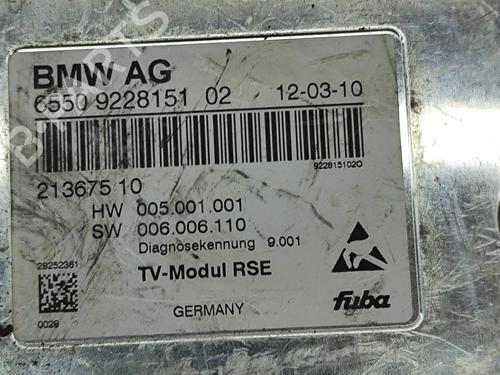 BMW AG
6550 9228151 02 12-03-10
9228151020
213675 10
HW 005.001.001
SW 006.006.110
Diagnosekennung 9.001
28252361
TV-Modul RSE
0028
GERMANY
fuba